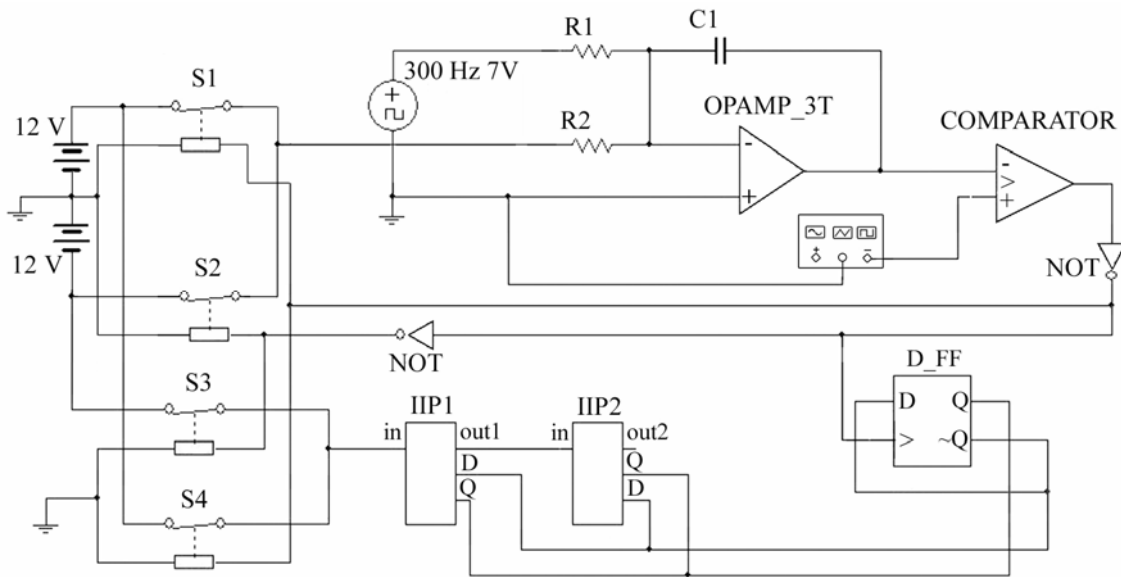 C1
R1
300 Hz 7V
S1
OPAMP_3T
12 V
R2
COMPARATOR
12 V
S2
NOT
NOT
D_FF
S3
D Q
> ~Q
IIP1 IIP2
in out1 in out2
D Q
Q D
S4